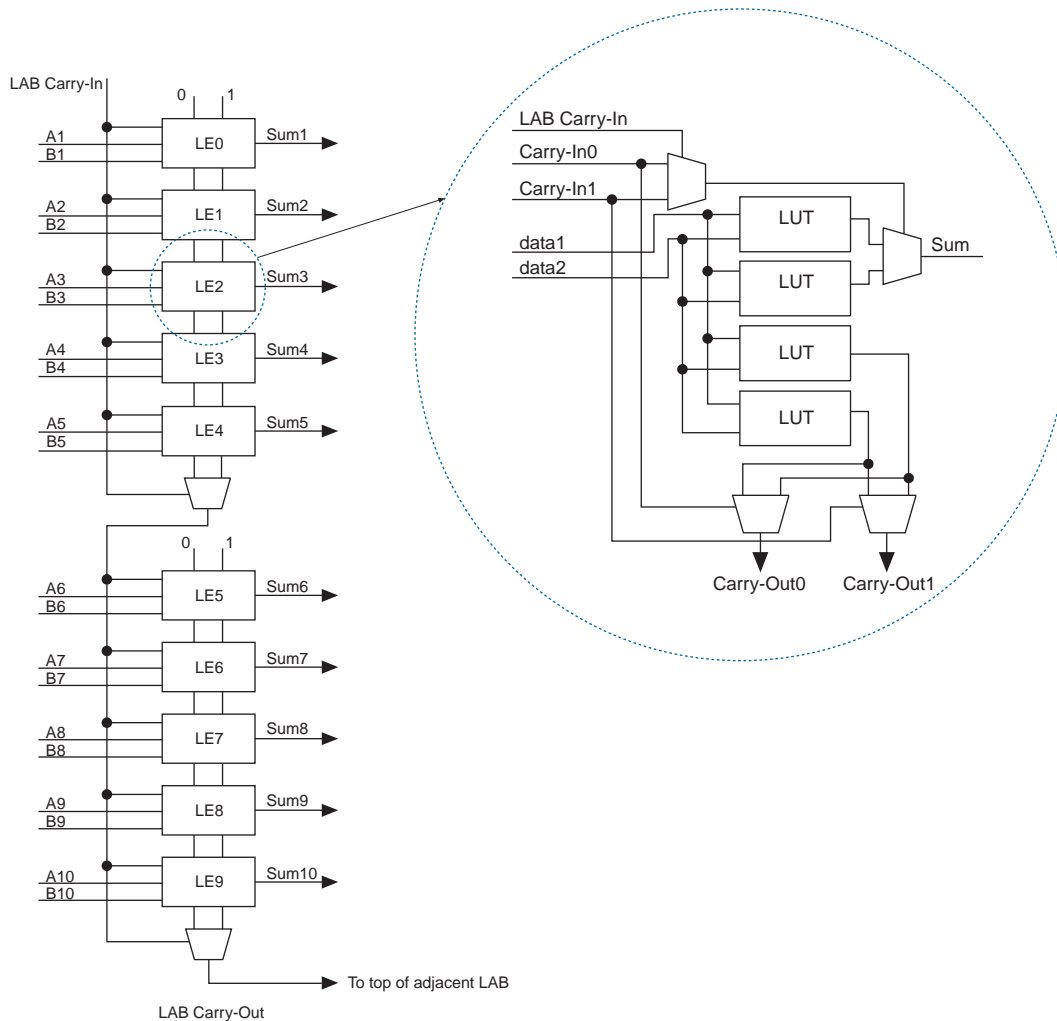 LAB Carry-In
0 1
A1
B1
LE0
Sum1
A2
B2
LE1
Sum2
A3
B3
LE2
Sum3
A4
B4
LE3
Sum4
A5
B5
LE4
Sum5
0 1
A6
B6
LE5
Sum6
A7
B7
LE6
Sum7
A8
B8
LE7
Sum8
A9
B9
LE8
Sum9
A10
B10
LE9
Sum10
To top of adjacent LAB
LAB Carry-Out
LAB Carry-In
Carry-In0
Carry-In1
data1
data2
LUT
LUT
LUT
LUT
Sum
Carry-Out0
Carry-Out1